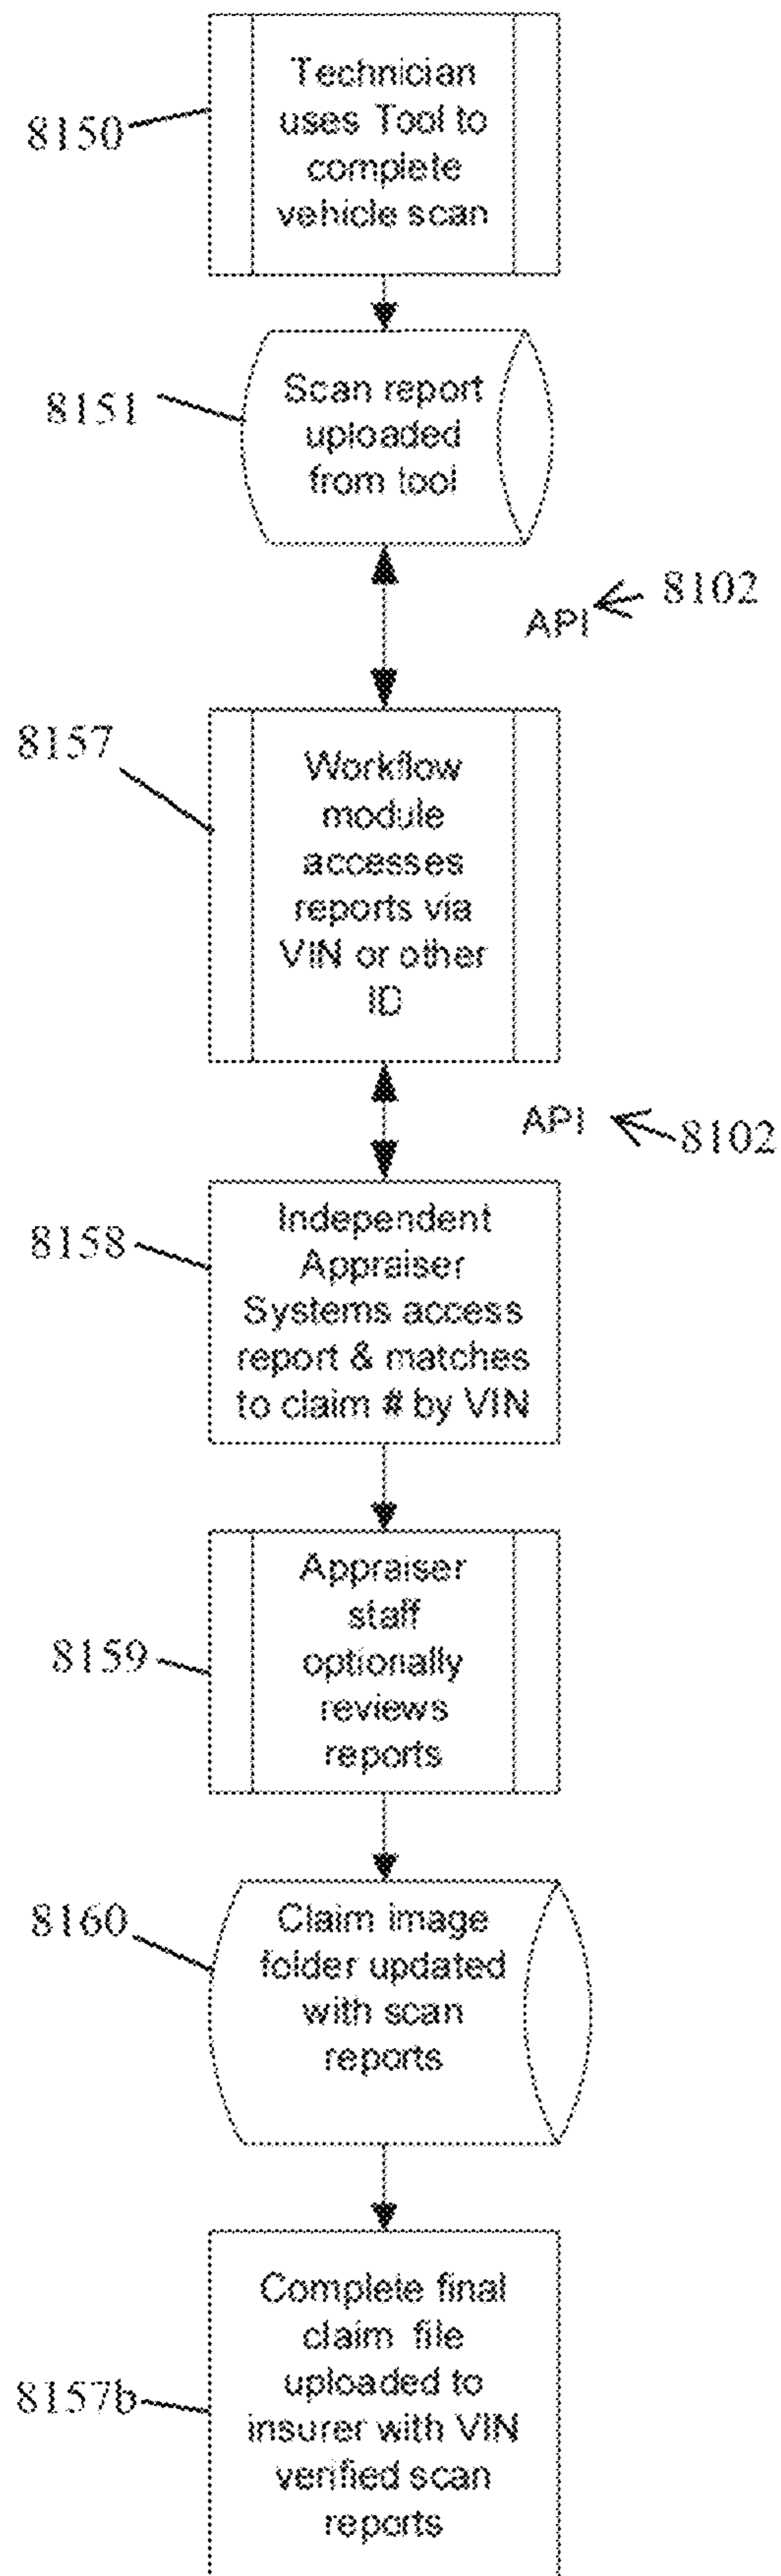 Technician
uses Tool to
complete
vehicle scan
8150
Scan report
uploaded
from tool
8151
API
8102
8157
Workflow
module
accesses
reports via
VIN or other
ID
API
8102
8158
Independent
Appraiser
Systems access
report & matches
to claim # by VIN
8159
Appraiser
staff
optionally
reviews
reports
8160
Claim image
folder updated
with scan
reports
8157b
Complete final
claim file
uploaded to
insurer with VIN
verified scan
reports